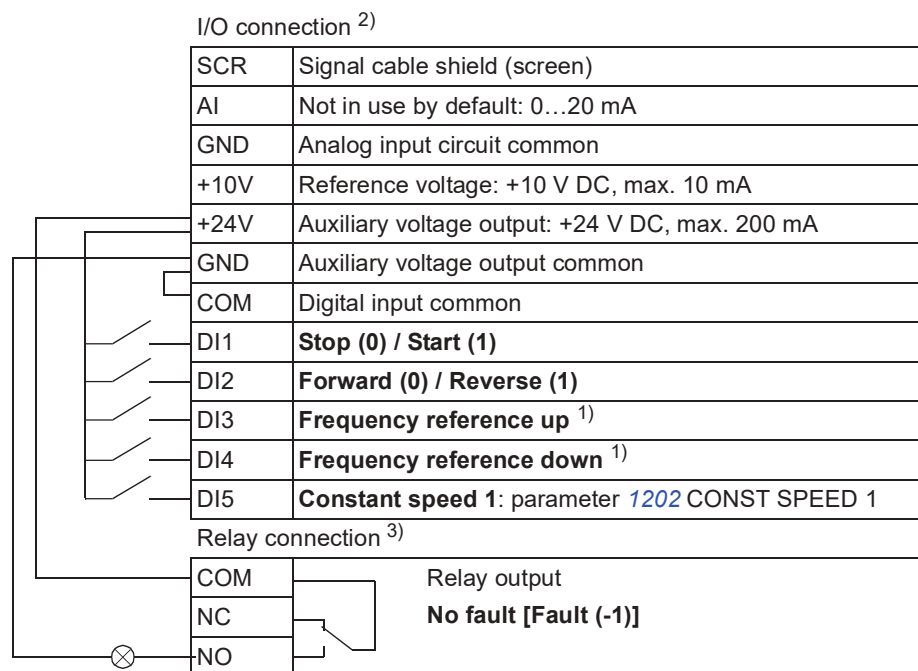 I/O connection 2)
SCR Signal cable shield (screen)
AI Not in use by default: 0…20 mA
GND Analog input circuit common
+10V Reference voltage: +10 V DC, max. 10 mA
+24V Auxiliary voltage output: +24 V DC, max. 200 mA
GND Auxiliary voltage output common
COM Digital input common
DI1 Stop (0) / Start (1)
DI2 Forward (0) / Reverse (1)
DI3 Frequency reference up 1)
DI4 Frequency reference down 1)
DI5 Constant speed 1: parameter 1202 CONST SPEED 1
Relay connection 3)
COM Relay output
NC No fault [Fault (-1)]
NO